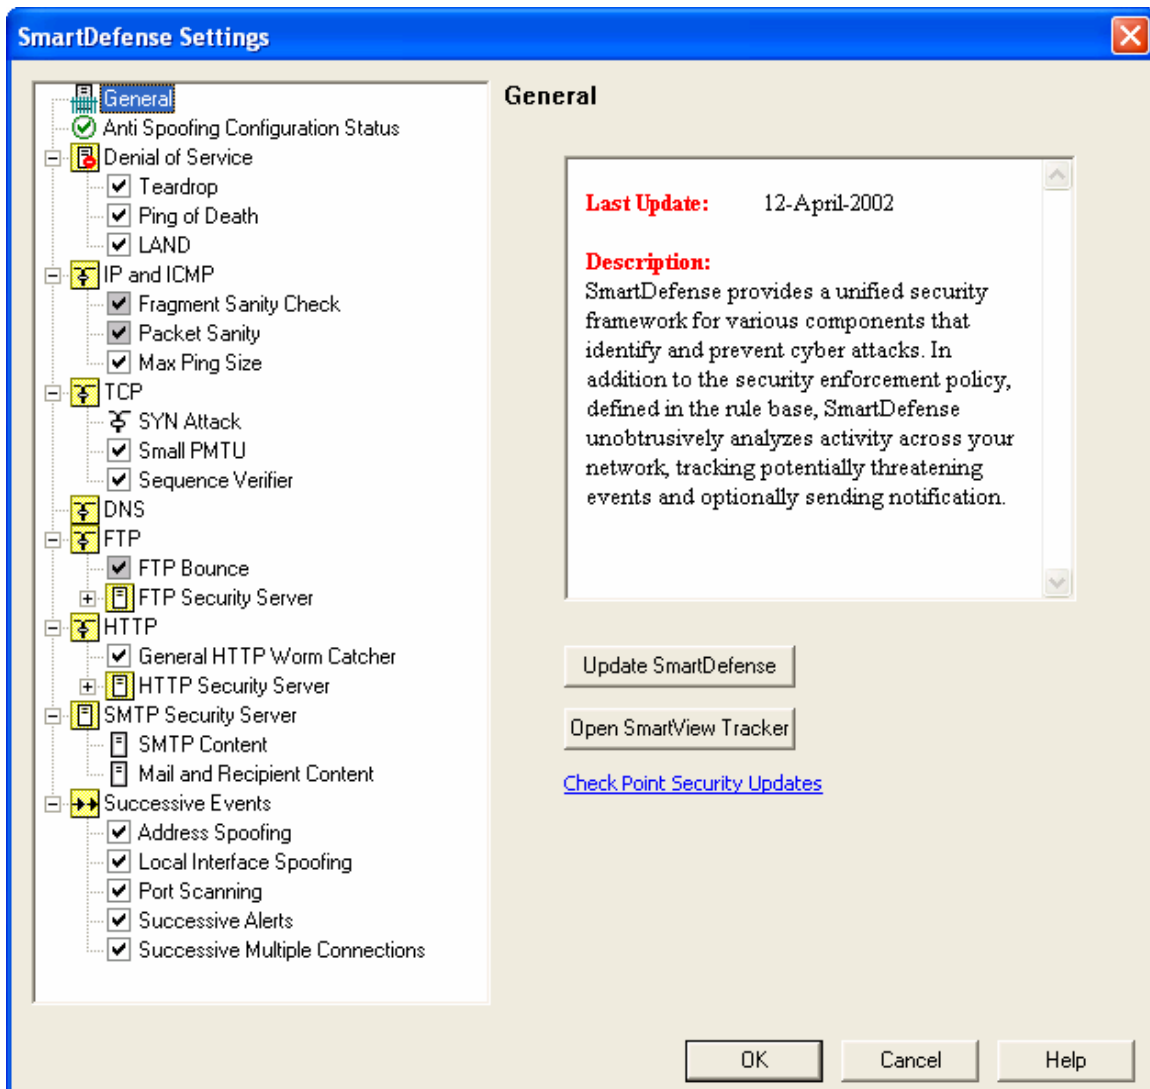 SmartDefense Settings
General
Anti Spoofing Configuration Status
Denial of Service
Teardrop
Ping of Death
LAND
IP and ICMP
Fragment Sanity Check
Packet Sanity
Max Ping Size
TCP
SYN Attack
Small PMTU
Sequence Verifier
DNS
FTP
FTP Bounce
FTP Security Server
HTTP
General HTTP Worm Catcher
HTTP Security Server
SMTP Security Server
SMTP Content
Mail and Recipient Content
Successive Events
Address Spoofing
Local Interface Spoofing
Port Scanning
Successive Alerts
Successive Multiple Connections
General
Last Update: 12-April-2002
Description:
SmartDefense provides a unified security
framework for various components that
identify and prevent cyber attacks. In
addition to the security enforcement policy,
defined in the rule base, SmartDefense
unobtrusively analyzes activity across your
network, tracking potentially threatening
events and optionally sending notification.
Update SmartDefense
Open SmartView Tracker
Check Point Security Updates
OK Cancel Help